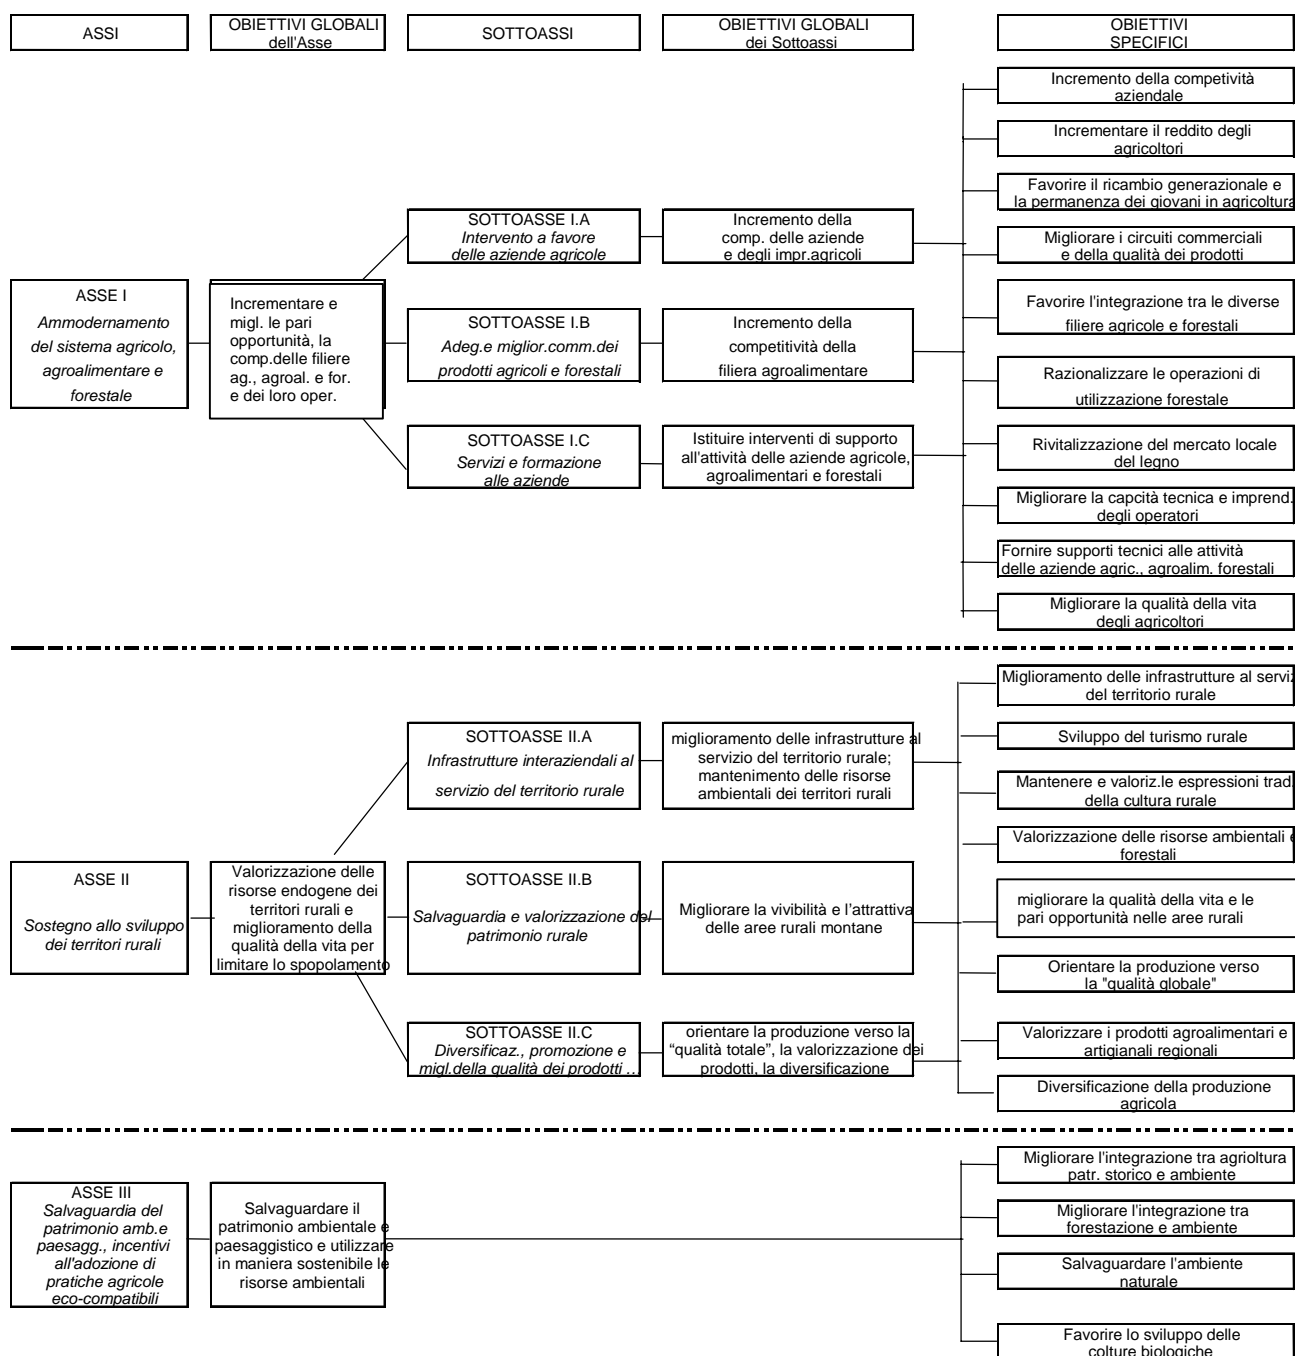 ASSI
OBIETTIVI GLOBALI
dell'Asse
SOTTOASSI
OBIETTIVI GLOBALI
dei Sottoassi
OBIETTIVI
SPECIFICI
ASSE I
Ammodernamento
del sistema agricolo,
agroalimentare e
forestale
Incrementare e
migl. le pari
opportunità, la
comp.delle filiere
ag., agroal. e for.
e dei loro oper.
SOTTOASSE I.A
Intervento a favore
delle aziende agricole
Incremento della
comp. delle aziende
e degli impr.agricoli
SOTTOASSE I.B
Adeg.e miglior.comm.dei
prodotti agricoli e forestali
Incremento della
competitività della
filiera agroalimentare
SOTTOASSE I.C
Servizi e formazione
alle aziende
Istituire interventi di supporto
all'attività delle aziende agricole,
agroalimentari e forestali
Incremento della competività
aziendale
Incrementare il reddito degli
agricoltori
Favorire il ricambio generazionale e
la permanenza dei giovani in agricoltura
Migliorare i circuiti commerciali
e della qualità dei prodotti
Favorire l'integrazione tra le diverse
filiere agricole e forestali
Razionalizzare le operazioni di
utilizzazione forestale
Rivitalizzazione del mercato locale
del legno
Migliorare la capcità tecnica e imprend.
degli operatori
Fornire supporti tecnici alle attività
delle aziende agric., agroalim. forestali
Migliorare la qualità della vita
degli agricoltori
ASSE II
Sostegno allo sviluppo
dei territori rurali
Valorizzazione delle
risorse endogene dei
territori rurali e
miglioramento della
qualità della vita per
limitare lo spopolamento
SOTTOASSE II.A
Infrastrutture interaziendali al
servizio del territorio rurale
miglioramento delle infrastrutture al
servizio del territorio rurale;
mantenimento delle risorse
ambientali dei territori rurali
SOTTOASSE II.B
Salvaguardia e valorizzazione del
patrimonio rurale
Migliorare la vivibilità e l’attrattiva
delle aree rurali montane
SOTTOASSE II.C
Diversificaz., promozione e
migl.della qualità dei prodotti …
orientare la produzione verso la
“qualità totale”, la valorizzazione dei
prodotti, la diversificazione
Miglioramento delle infrastrutture al serviz
del territorio rurale
Sviluppo del turismo rurale
Mantenere e valoriz.le espressioni trad.
della cultura rurale
Valorizzazione delle risorse ambientali e
forestali
migliorare la qualità della vita e le
pari opportunità nelle aree rurali
Orientare la produzione verso
la "qualità globale"
Valorizzare i prodotti agroalimentari e
artigianali regionali
Diversificazione della produzione
agricola
ASSE III
Salvaguardia del
patrimonio amb.e
paesagg., incentivi
all'adozione di
pratiche agricole
eco-compatibili
Salvaguardare il
patrimonio ambientale e
paesaggistico e utilizzare
in maniera sostenibile le
risorse ambientali
Migliorare l'integrazione tra agrioltura
patr. storico e ambiente
Migliorare l'integrazione tra
forestazione e ambiente
Salvaguardare l'ambiente
naturale
Favorire lo sviluppo delle
colture biologiche